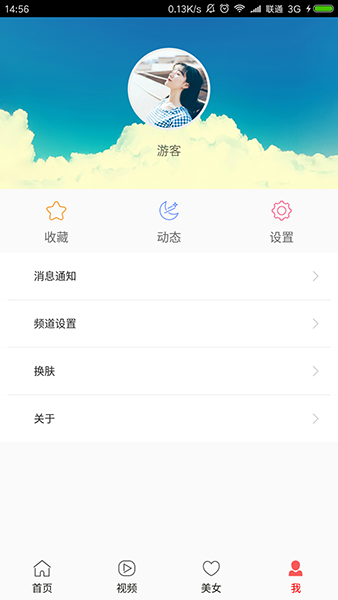 14:56
0.13K/s
联通 3G
游客
收藏
动态
设置
消息通知
频道设置
换肤
关于
首页
视频
美女
我